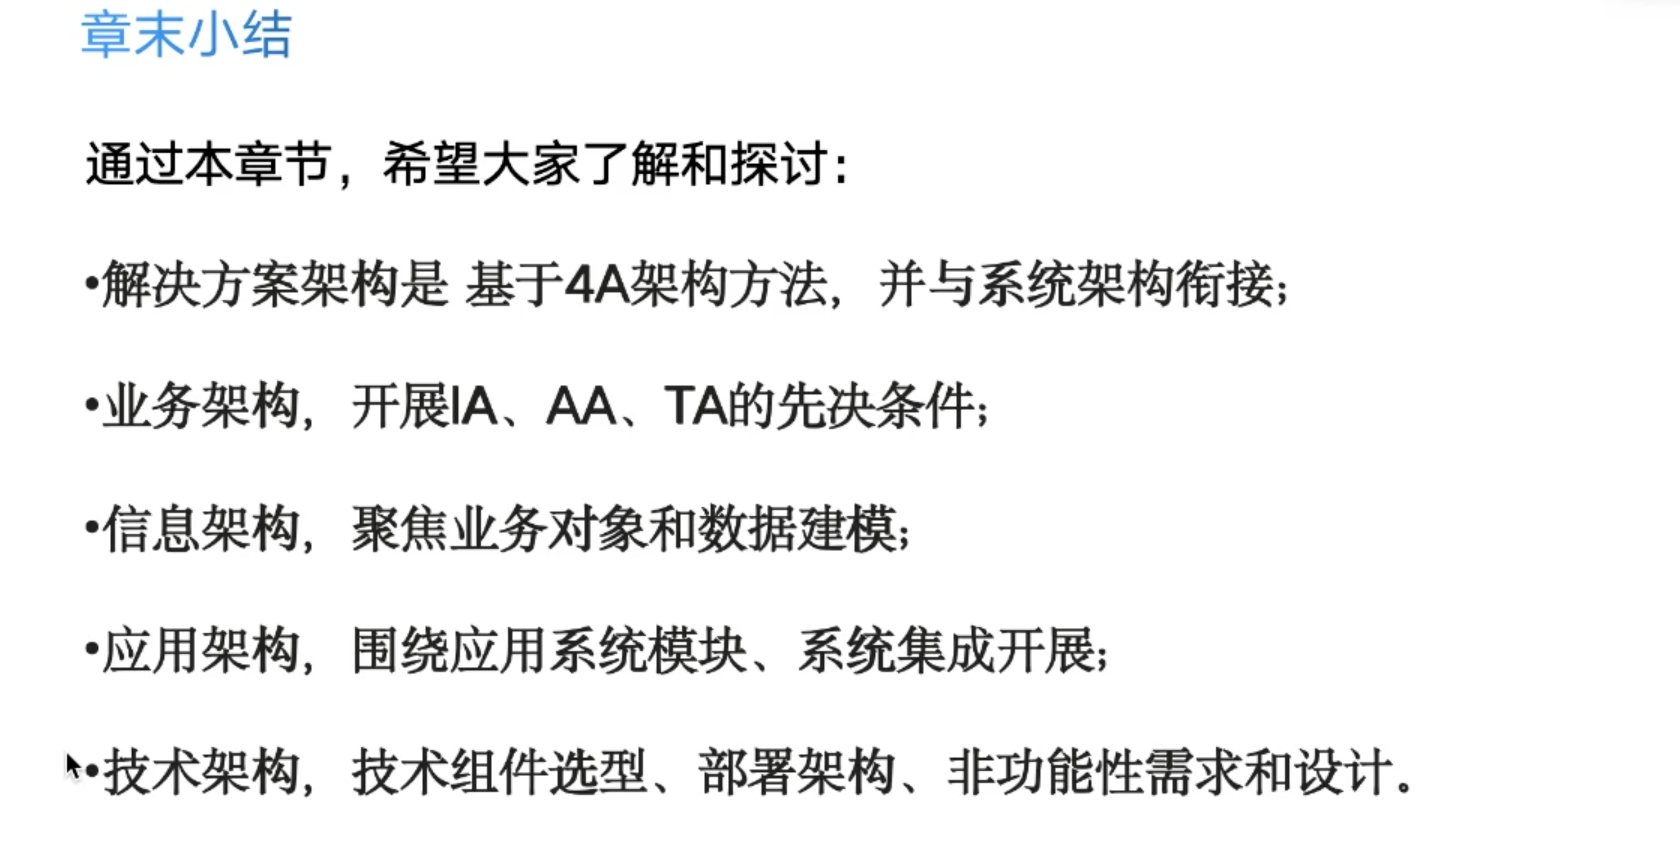 章末小结
通过本章节，希望大家了解和探讨：
•解决方案架构是 基于4A架构方法，并与系统架构衔接；
•业务架构，开展IA、AA、TA的先决条件；
•信息架构，聚焦业务对象和数据建模；
•应用架构，围绕应用系统模块、系统集成开展；
•技术架构，技术组件选型、部署架构、非功能性需求和设计。